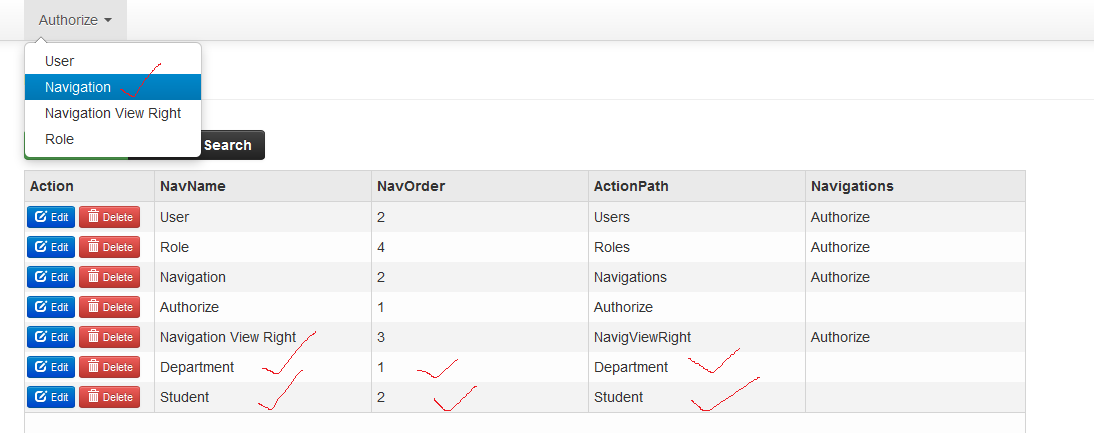 Authorize
User
Navigation
Navigation View Right
Role
Search
Action NavName NavOrder ActionPath Navigations
Edit Delete User 2 Users Authorize
Edit Delete Role 4 Roles Authorize
Edit Delete Navigation 2 Navigations Authorize
Edit Delete Authorize 1 Authorize
Edit Delete Navigation View Right 3 NavigViewRight Authorize
Edit Delete Department 1 Department
Edit Delete Student 2 Student